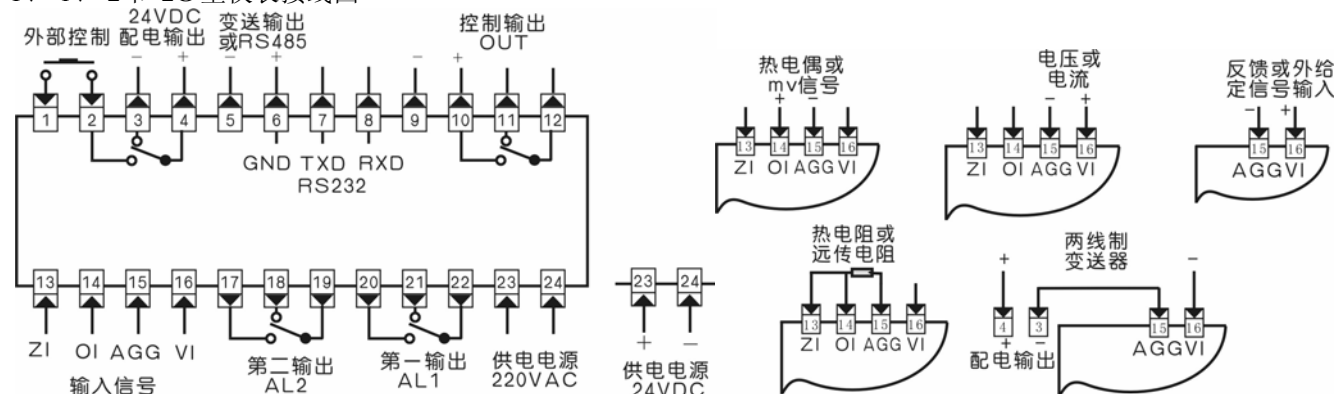 24VDC
外部控制 配电输出
变送输出
或RS485
控制输出
OUT
－ ＋ － ＋ － ＋
1 2 3 4 5 6 7 8 9 10 11 12
GND TXD RXD
RS232
13 14 15 16 17 18 19 20 21 22 23 24
ZI OI AGG VI
输入信号
第二输出
AL2
第一输出
AL1
供电电源
220VAC
23 24
＋ －
供电电源
24VDC
热电偶或
mv信号
＋ －
13 14 15 16
ZI OI AGG VI
电压或
电流
－ ＋
13 14 15 16
ZI OI AGG VI
反馈或外给
定信号输入
－ ＋
15 16
AGG VI
热电阻或
远传电阻
13 14 15 16
ZI OI AGG VI
两线制
变送器
＋ －
4 3 15 16
＋ －
配电输出
AGG VI